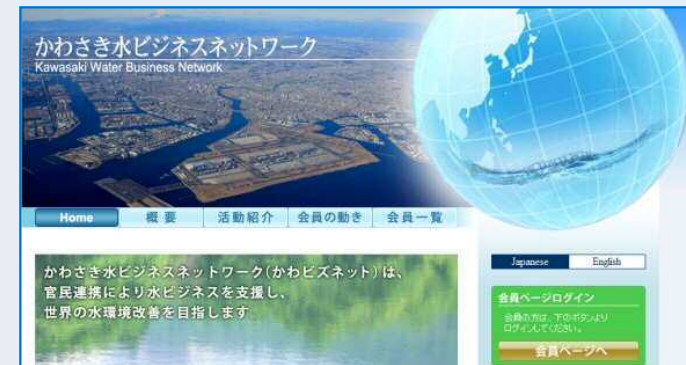 かわさき水ビジネスネットワーク
Kawasaki Water Business Network
Home 概要 活動紹介 会員の動き 会員一覧
かわさき水ビジネスネットワーク(かわビズネット)は、
官民連携により水ビジネスを支援し、
世界の水環境改善を目指します
Japanese English
会員ページログイン
会員の方は、下のボタンより
ログインしてください。
会員ページへ